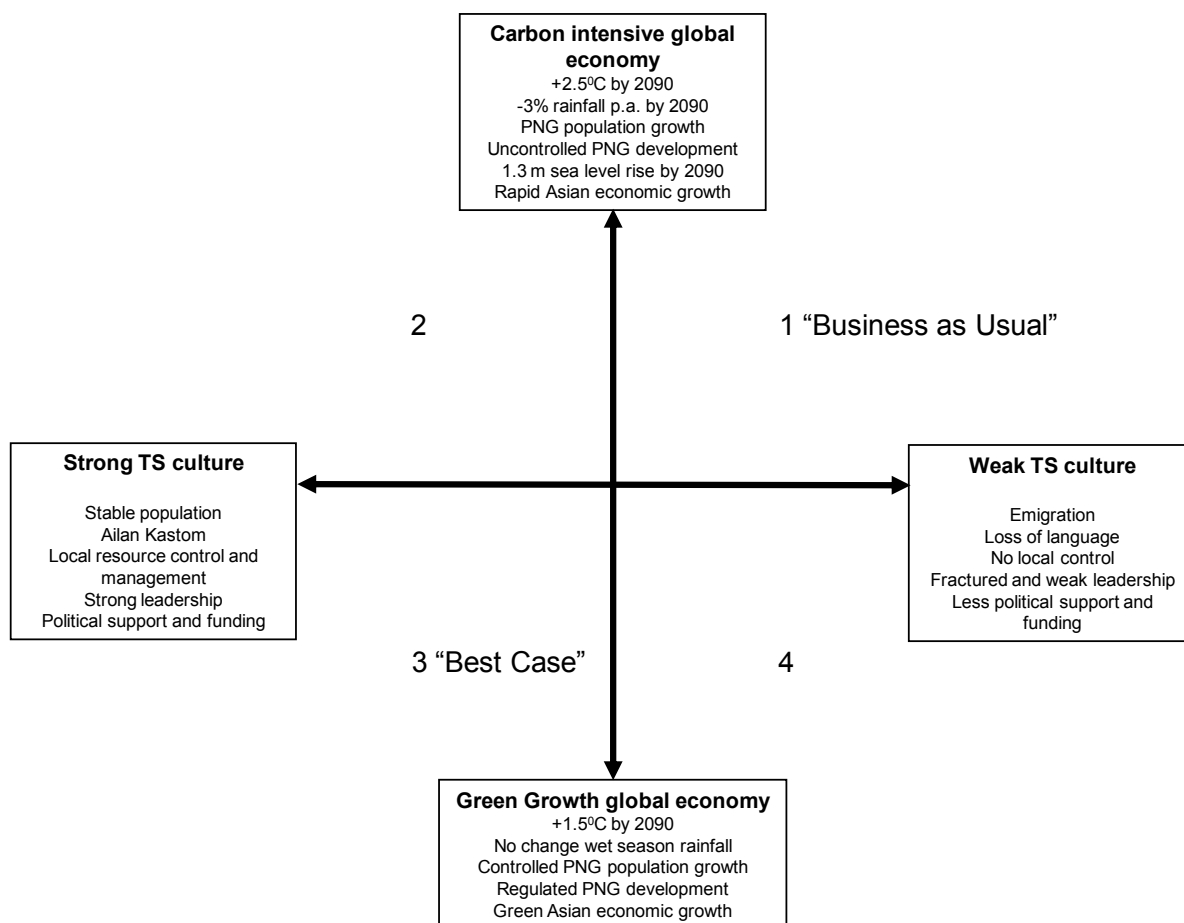 Carbon intensive global
economy
+2.5⁰C by 2090
-3% rainfall p.a. by 2090
PNG population growth
Uncontrolled PNG development
1.3 m sea level rise by 2090
Rapid Asian economic growth
2
1 “Business as Usual”
Strong TS culture
Stable population
Ailan Kastom
Local resource control and
management
Strong leadership
Political support and funding
Weak TS culture
Emigration
Loss of language
No local control
Fractured and weak leadership
Less political support and
funding
3 “Best Case”
4
Green Growth global economy
+1.5⁰C by 2090
No change wet season rainfall
Controlled PNG population growth
Regulated PNG development
Green Asian economic growth